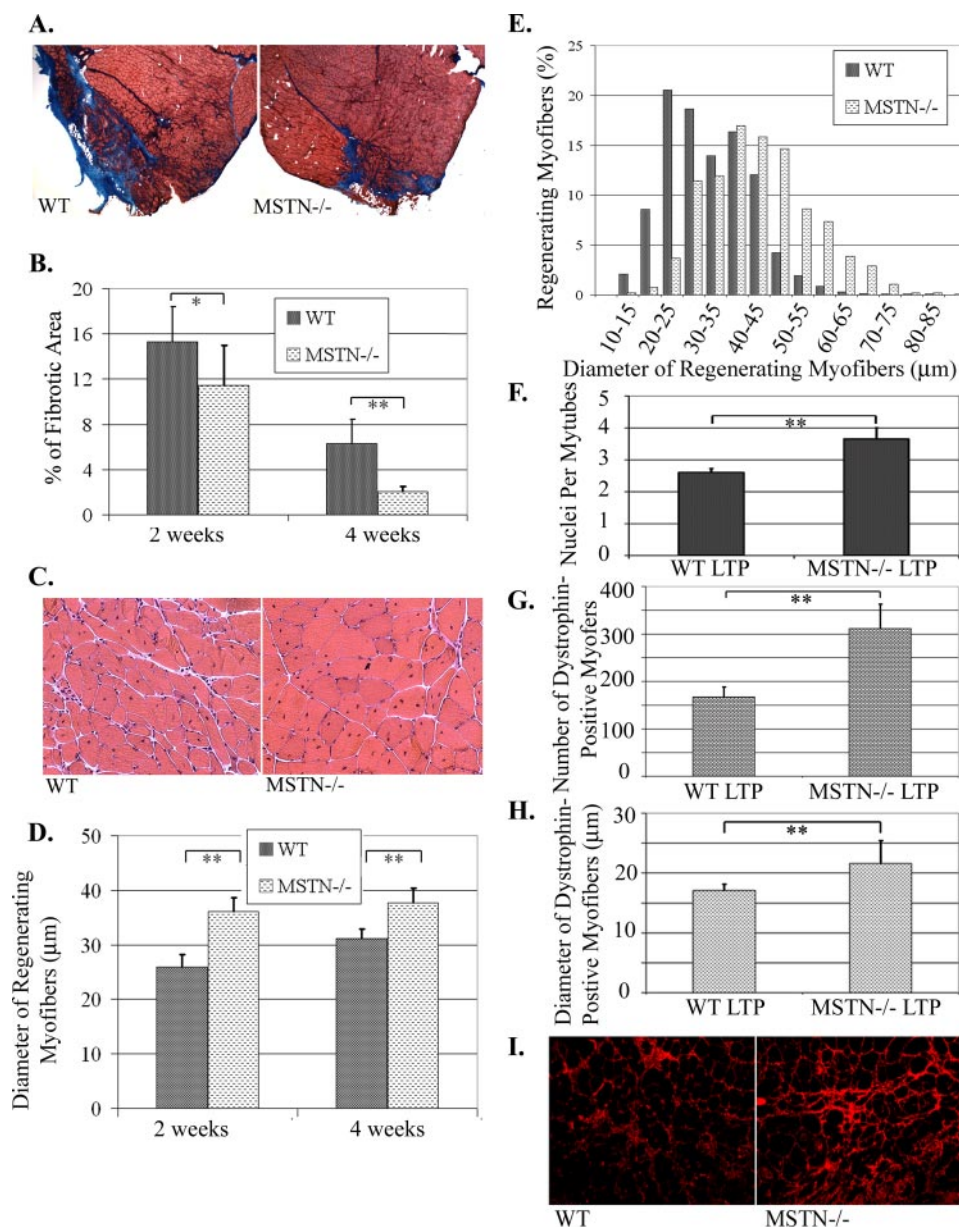 A.
WT
MSTN-/-
B.
% of Fibrotic Area
20
16
12
8
4
0
*
**
WT
MSTN-/-
2 weeks
4 weeks
C.
WT
MSTN-/-
D.
Diameter of Regenerating
Myofibers (μm)
50
40
30
20
10
0
**
**
WT
MSTN-/-
2 weeks
4 weeks
E.
Regenerating Myofibers (%)
25
20
15
10
5
0
WT
MSTN-/-
10-15
20-25
30-35
40-45
50-55
60-65
70-75
80-85
Diameter of Regenerating Myofibers (μm)
F.
Nuclei Per Mytubes
5
4
3
2
1
0
**
WT LTP
MSTN-/- LTP
G.
Number of Dystrophin-
Positive Myofers
400
300
200
100
0
**
WT LTP
MSTN-/- LTP
H.
Diameter of Dystrophin-
Postive Myofibers (μm)
30
20
10
0
**
WT LTP
MSTN-/- LTP
I.
WT
MSTN-/-